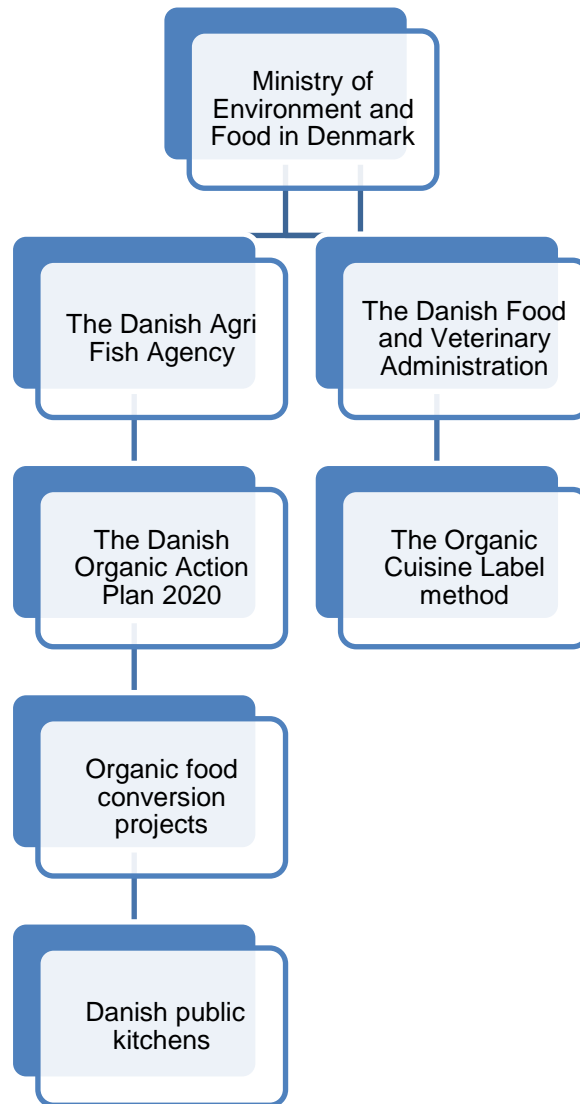 Ministry of
Environment and
Food in Denmark
The Danish Agri
Fish Agency
The Danish Food
and Veterinary
Administration
The Danish
Organic Action
Plan 2020
The Organic
Cuisine Label
method
Organic food
conversion
projects
Danish public
kitchens